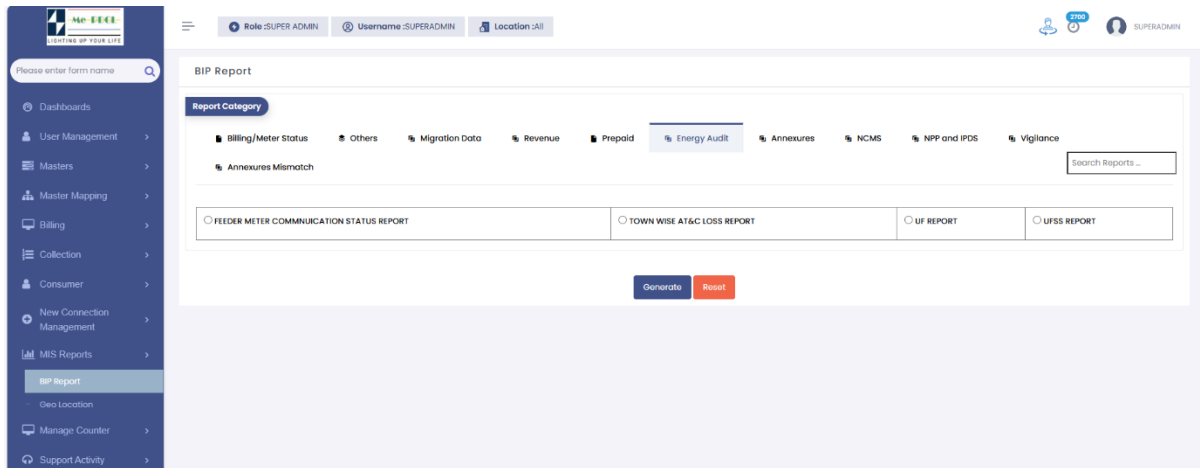 Me-PDCL
LIGHTING UP YOUR LIFE
Role :SUPER ADMIN
Username :SUPERADMIN
Location :All
2700
SUPERADMIN
Please enter form name
Dashboards
User Management
Masters
Master Mapping
Billing
Collection
Consumer
New Connection
Management
MIS Reports
BIP Report
Geo Location
Manage Counter
Support Activity
BIP Report
Report Category
Billing/Meter Status
Others
Migration Data
Revenue
Prepaid
Energy Audit
Annexures
NCMS
NPP and IPDS
Vigilance
Annexures Mismatch
Search Reports ...
FEEDER METER COMMNUICATION STATUS REPORT
TOWN WISE AT&C LOSS REPORT
UF REPORT
UFSS REPORT
Generate
Reset